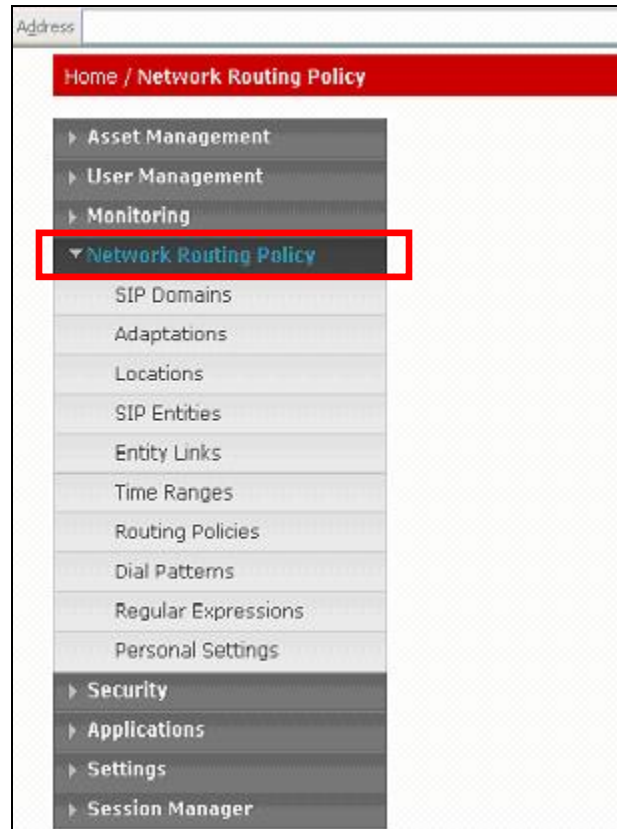 Address
Home / Network Routing Policy
Asset Management
User Management
Monitoring
Network Routing Policy
SIP Domains
Adaptations
Locations
SIP Entities
Entity Links
Time Ranges
Routing Policies
Dial Patterns
Regular Expressions
Personal Settings
Security
Applications
Settings
Session Manager